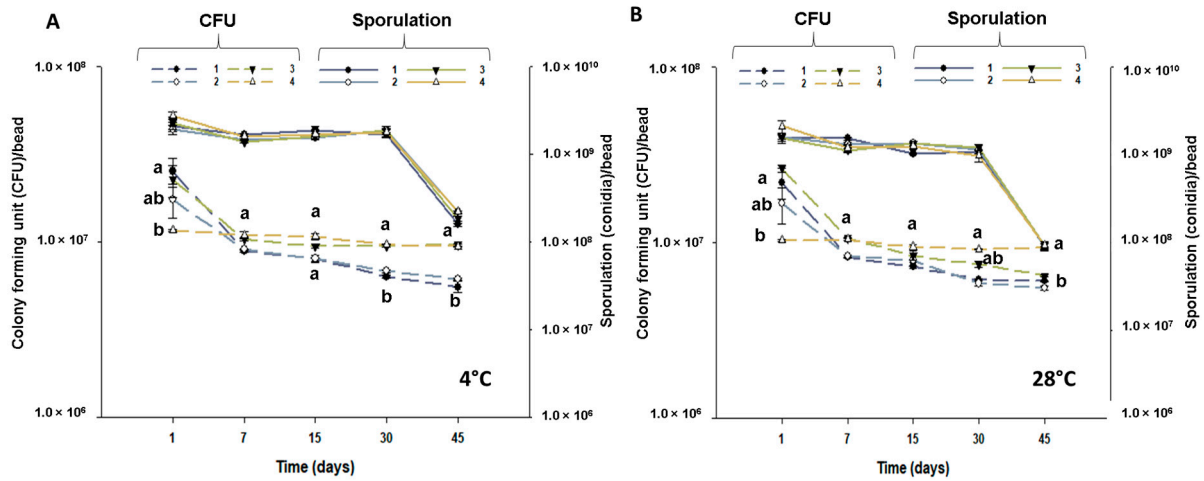 A
CFU
Sporulation
1
3
1
3
2
4
2
4
1.0 × 10⁸
1.0 × 10⁷
1.0 × 10⁶
Colony forming unit (CFU)/bead
1.0 × 10¹⁰
1.0 × 10⁹
1.0 × 10⁸
1.0 × 10⁷
1.0 × 10⁶
Sporulation (conidia)/bead
a
ab
b
a
a
a
a
b
a
b
4°C
1
7
15
30
45
Time (days)
B
CFU
Sporulation
1
3
1
3
2
4
2
4
1.0 × 10⁸
1.0 × 10⁷
1.0 × 10⁶
Colony forming unit (CFU)/bead
1.0 × 10¹⁰
1.0 × 10⁹
1.0 × 10⁸
1.0 × 10⁷
1.0 × 10⁶
Sporulation (conidia)/bead
a
ab
b
a
a
a
ab
a
b
28°C
1
7
15
30
45
Time (days)